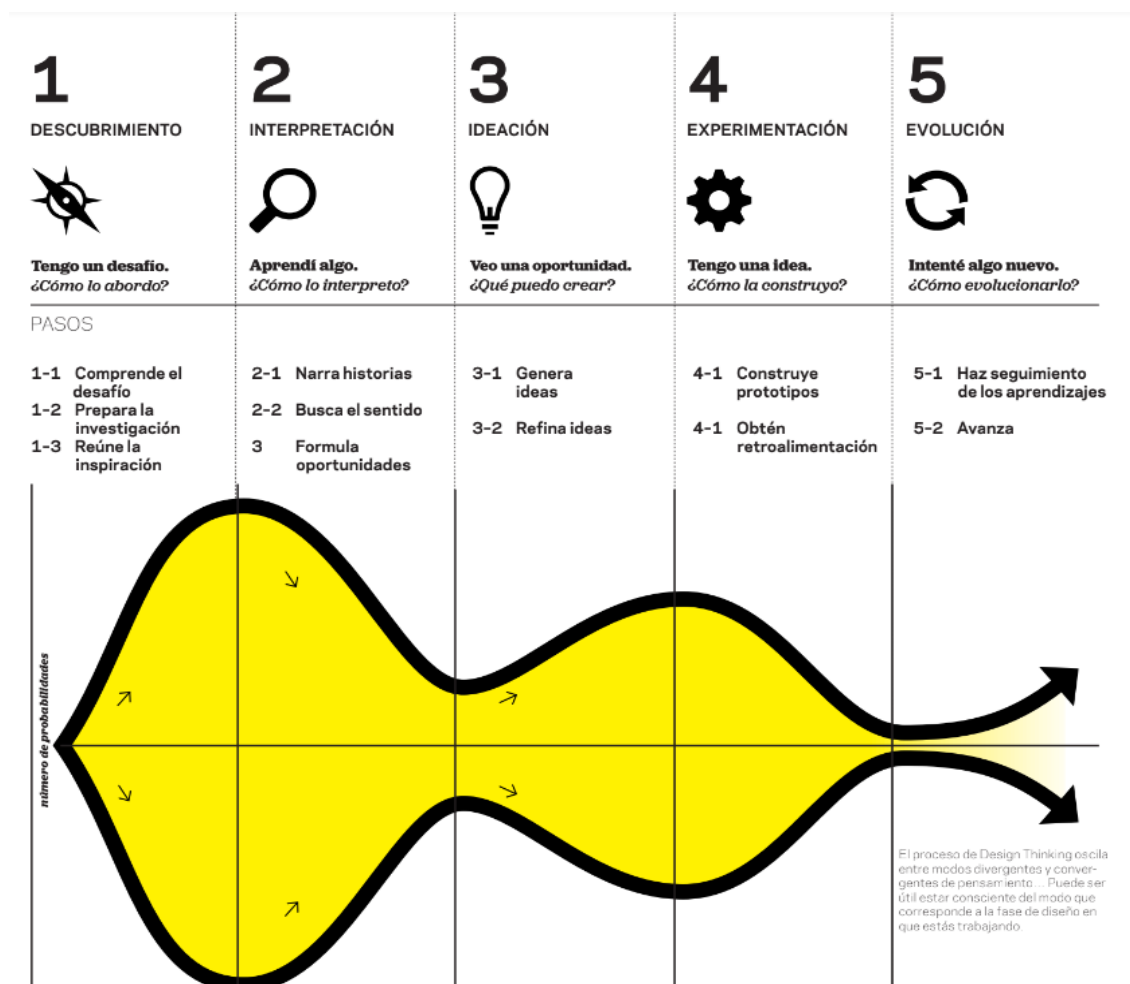 1
DESCUBRIMIENTO
Tengo un desafío.
¿Cómo lo abordo?
2
INTERPRETACIÓN
Aprendí algo.
¿Cómo lo interpreto?
3
IDEACIÓN
Veo una oportunidad.
¿Qué puedo crear?
4
EXPERIMENTACIÓN
Tengo una idea.
¿Cómo la construyo?
5
EVOLUCIÓN
Intenté algo nuevo.
¿Cómo evolucionarlo?
PASOS
1-1 Comprende el
desafío
1-2 Prepara la
investigación
1-3 Reúne la
inspiración
2-1 Narra historias
2-2 Busca el sentido
3 Formula
oportunidades
3-1 Genera
ideas
3-2 Refina ideas
4-1 Construye
prototipos
4-1 Obtén
retroalimentación
5-1 Haz seguimiento
de los aprendizajes
5-2 Avanza
número de probabilidades
El proceso de Design Thinking oscila
entre modos divergentes y conver-
gentes de pensamiento... Puede ser
útil estar consciente del modo que
corresponde a la fase de diseño en
que estás trabajando